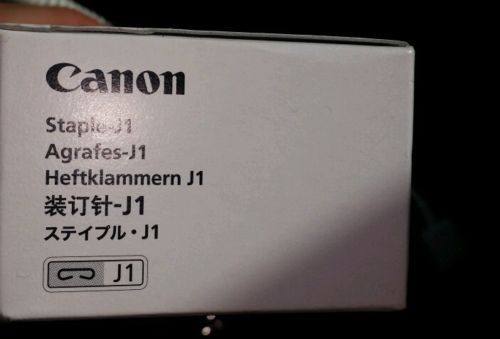 Canon
Staple-J1
Agrafes-J1
Heftklammern J1
装订针-J1
ステイプル・J1
J1